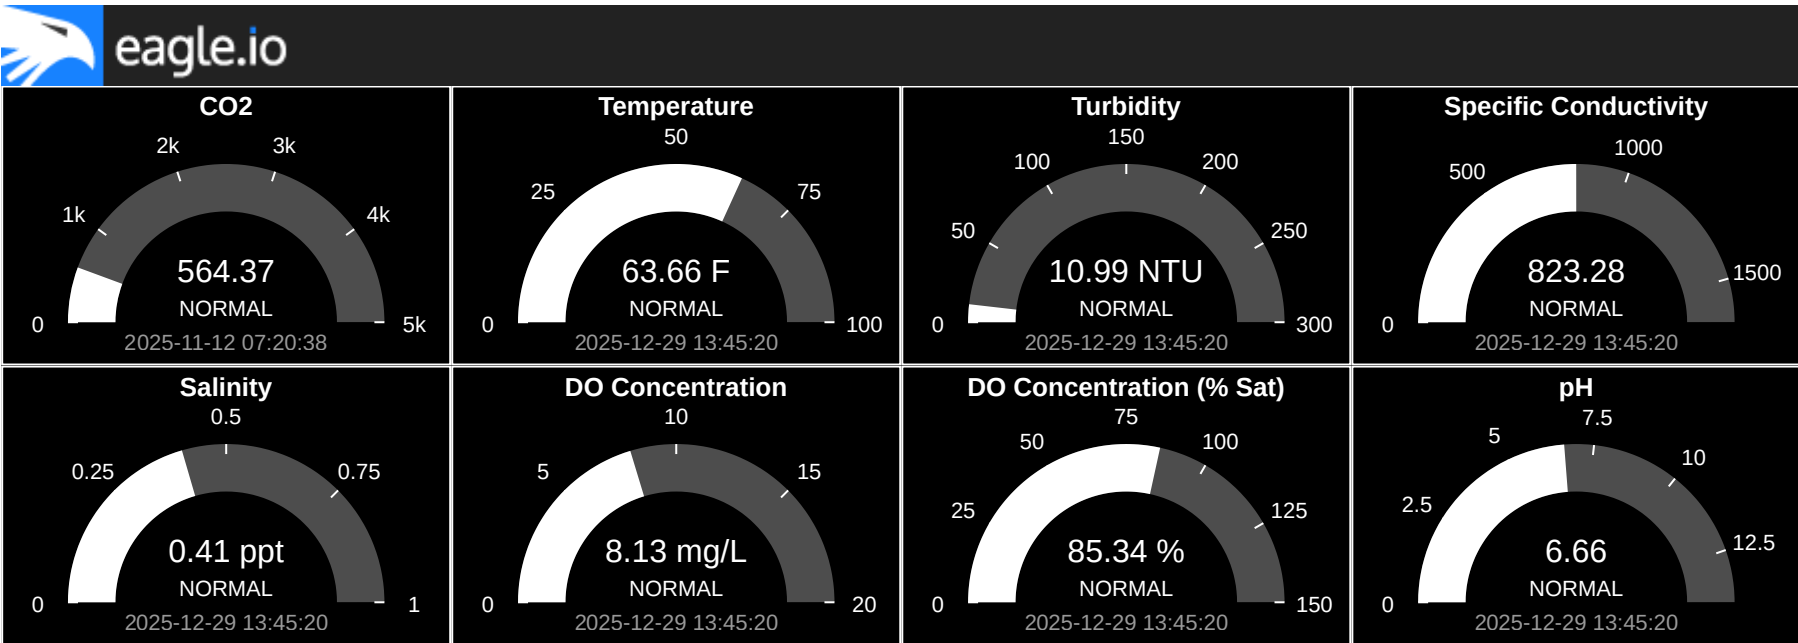 eagle.io
CO2
0
1k
2k
3k
4k
5k
564.37
NORMAL
2025-11-12 07:20:38
Temperature
0
25
50
75
100
63.66 F
NORMAL
2025-12-29 13:45:20
Turbidity
0
50
100
150
200
250
300
10.99 NTU
NORMAL
2025-12-29 13:45:20
Specific Conductivity
0
500
1000
1500
823.28
NORMAL
2025-12-29 13:45:20
Salinity
0
0.25
0.5
0.75
1
0.41 ppt
NORMAL
2025-12-29 13:45:20
DO Concentration
0
5
10
15
20
8.13 mg/L
NORMAL
2025-12-29 13:45:20
DO Concentration (% Sat)
0
25
50
75
100
125
150
85.34 %
NORMAL
2025-12-29 13:45:20
pH
0
2.5
5
7.5
10
12.5
6.66
NORMAL
2025-12-29 13:45:20